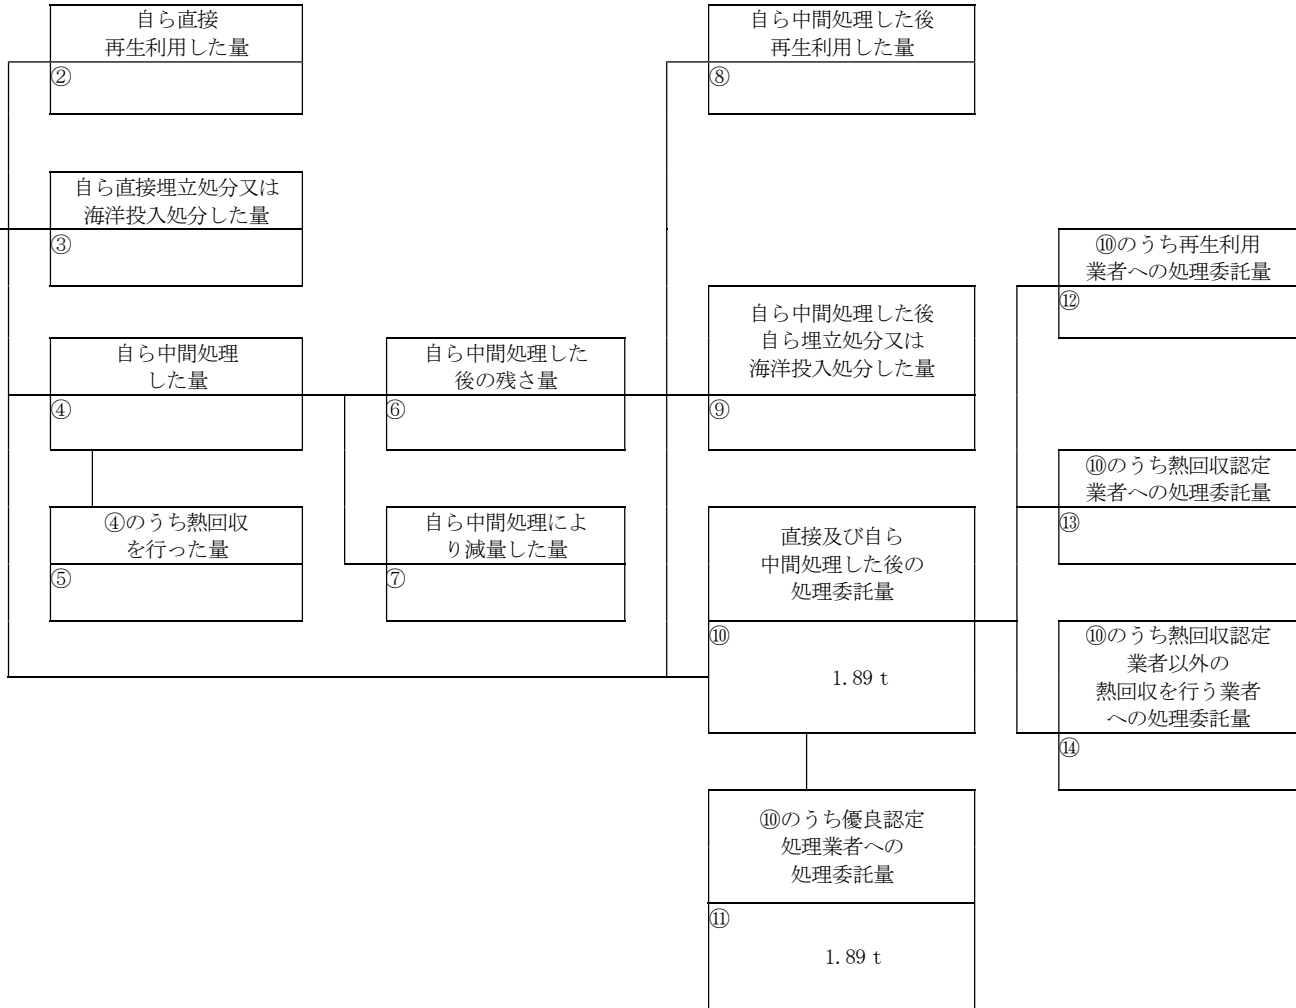 自ら直接
再生利用した量
②
自ら中間処理した後
再生利用した量
⑧
自ら直接埋立処分又は
海洋投入処分した量
③
⑩のうち再生利用
業者への処理委託量
⑫
自ら中間処理した後
自ら埋立処分又は
海洋投入処分した量
⑨
自ら中間処理
した量
④
自ら中間処理した
後の残さ量
⑥
⑩のうち熱回収認定
業者への処理委託量
⑬
④のうち熱回収
を行った量
⑤
自ら中間処理によ
り減量した量
⑦
直接及び自ら
中間処理した後の
処理委託量
⑩
1.89 t
⑩のうち熱回収認定
業者以外の
熱回収を行う業者
への処理委託量
⑭
⑩のうち優良認定
処理業者への
処理委託量
⑪
1.89 t